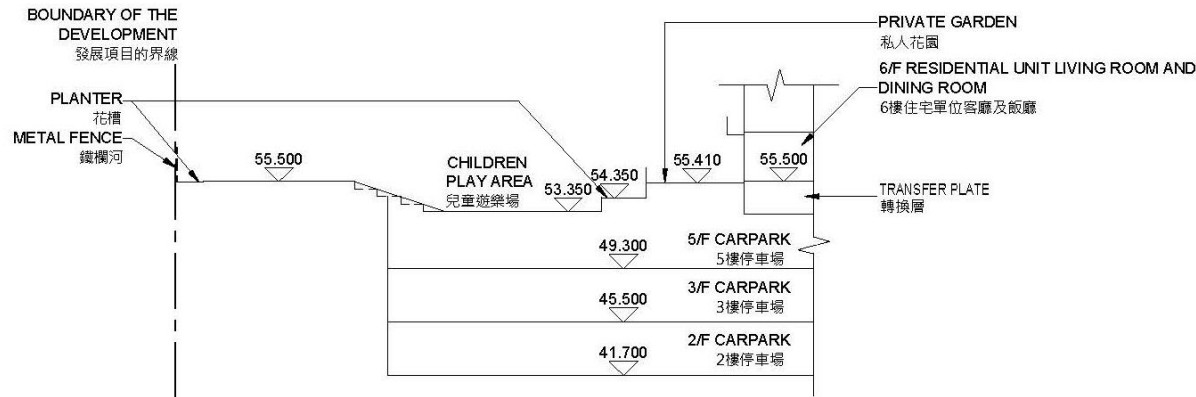 BOUNDARY OF THE
DEVELOPMENT
發展項目的界線
PLANTER
花槽
METAL FENCE
鐵欄河
55.500
CHILDREN
PLAY AREA
兒童遊樂場
53.350
54.350
55.410
55.500
PRIVATE GARDEN
私人花園
6/F RESIDENTIAL UNIT LIVING ROOM AND
DINING ROOM
6樓住宅單位客廳及飯廳
TRANSFER PLATE
轉換層
49.300
5/F CARPARK
5樓停車場
45.500
3/F CARPARK
3樓停車場
41.700
2/F CARPARK
2樓停車場